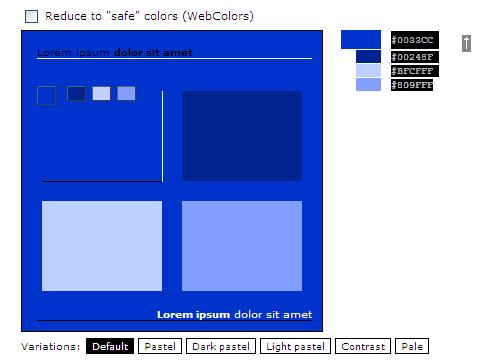 Reduce to "safe" colors (WebColors)
Lorem ipsum dolor sit amet
#0033CC
#00248F
#BFCFFF
#809FFF
↑
Lorem ipsum dolor sit amet
Variations: Default Pastel Dark pastel Light pastel Contrast Pale